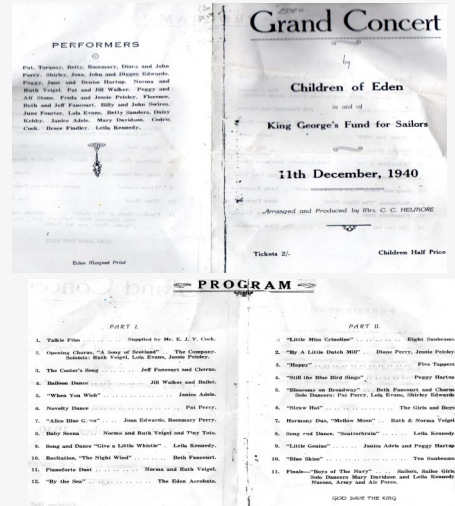 PERFORMERS
Pat, Torquay, Betty, Rosemary, Diane and John
Perry. Shirley, Joan, John and Digger Edwards.
Peggy, Jane and Denise Hartup. Norma and
Ruth Veigel. Pat and Jill Walker. Peggy and
Alf Stone. Freda and Jessie Peisley. Florence,
Beth and Jeff Fancourt. Billy and John Swires.
June Fourter. Lola Evans. Betty Sanders. Daisy
Kebby. Janice Adele. Mary Davidson. Cedric
Cock. Bruce Findley. Leila Kennedy.
Eden Magnet Print
Grand Concert
by
Children of Eden
in aid of
King George's Fund for Sailors
11th December, 1940
Arranged and Produced by Mrs. C. C. HELMORE
Tickets 2/- Children Half Price
PROGRAM
PART I.
1. Talkie Film Supplied by Mr. E. J. V. Cock.
2. Opening Chorus, "A Song of Scotland" The Company.
Soloists: Ruth Veigel, Lola Evans, Jessie Peisley.
3. The Coster's Song Jeff Fancourt and Chorus.
4. Balloon Dance Jill Walker and Ballet.
5. "When You Wish" Janice Adele.
6. Novelty Dance Pat Perry.
7. "Alice Blue Joan Edwards, Rosemary Perry.
8. Baby Scena Norma and Ruth Veigel and Tiny Tots.
9. Song and Dance "Give a Little Whistle" Leila Kennedy.
10. Recitation, "The Night Wind" Beth Fancourt.
11. Pianoforte Duet Norma and Ruth Veigel.
12. "By the Sea" The Eden Acrobats.
PART II.
"Little Miss Crinoline" Eight Sunbeams
2. "By A Little Dutch Mill" Diane Perry, Jessie Peisley.
3. "Happy" Five Tappers
4. "Still the Blue Bird Sings" Peggy Hartup
5. "Blossoms on Broadway" Beth Fancourt and Chorus
Solo Dancers: Pat Perry, Lola Evans, Shirley Edwards
6. "Straw Hat" The Girls and Boys
7. Harmony Duo, "Mellow Moon" Ruth & Norma Veigel
8. Song and Dance, "Scatterbrain" Leila Kennedy.
9. "Little Genius" Janice Adele and Peggy Hartup
10. "Blue Skies" Ten Sunbeams
11. Finale—"Boys of The Navy" Sailors, Sailor Girls
Solo Dancers Mary Davidson and Leila Kennedy
Nurses, Army and Air Force.
GOD SAVE THE KING